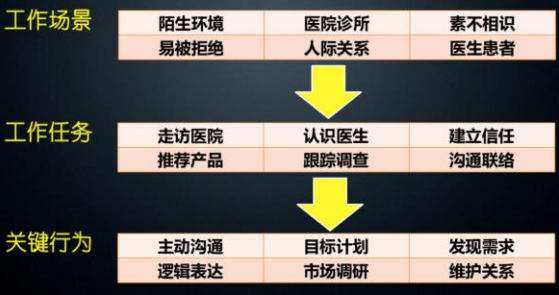 工作场景
陌生环境 医院诊所 素不相识
易被拒绝 人际关系 医生患者
工作任务
走访医院 认识医生 建立信任
推荐产品 跟踪调查 沟通联络
关键行为
主动沟通 目标计划 发现需求
逻辑表达 市场调研 维护关系